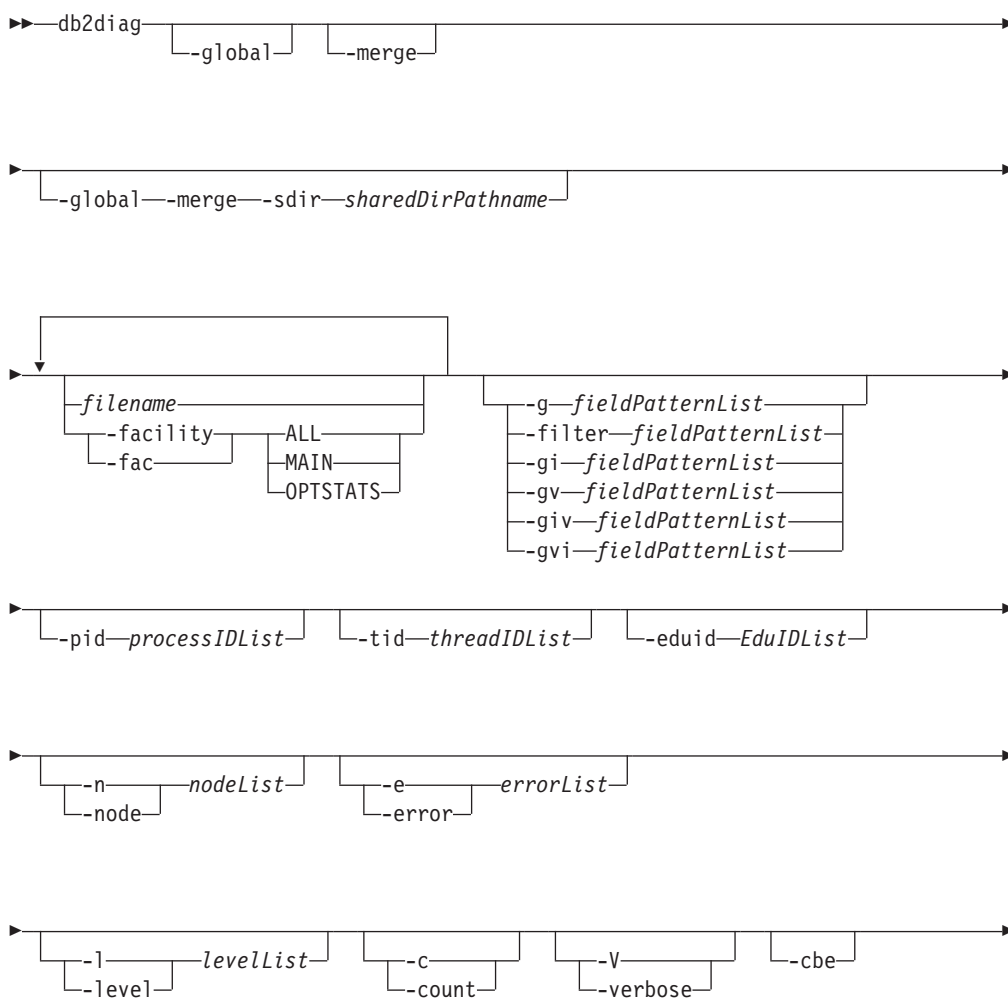 db2diag
-global -merge
-global -merge -sdir sharedDirPathname
filename
-facility ALL
-fac MAIN
OPTSTATS
-g fieldPatternList
-filter fieldPatternList
-gi fieldPatternList
-gv fieldPatternList
-giv fieldPatternList
-gvi fieldPatternList
-pid processIDList -tid threadIDList -eduid EduIDList
-n nodeList -e errorList
-node -error
-l levelList -c -V -cbe
-level -count -verbose